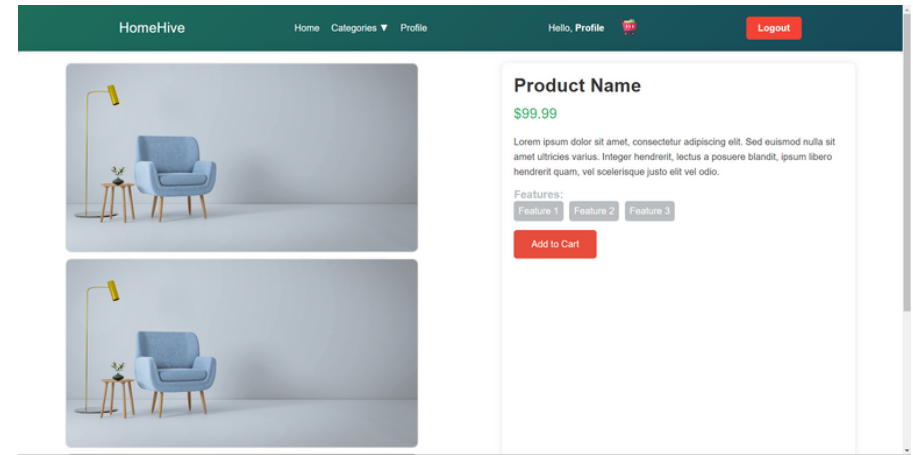 HomeHive
Home Categories ▼ Profile
Hello, Profile
Logout
Product Name
$99.99
Lorem ipsum dolor sit amet, consectetur adipiscing elit. Sed euismod nulla sit
amet ultricies varius. Integer hendrerit, lectus a posuere blandit, ipsum libero
hendrerit quam, vel scelerisque justo elit vel odio.
Features:
Feature 1 Feature 2 Feature 3
Add to Cart